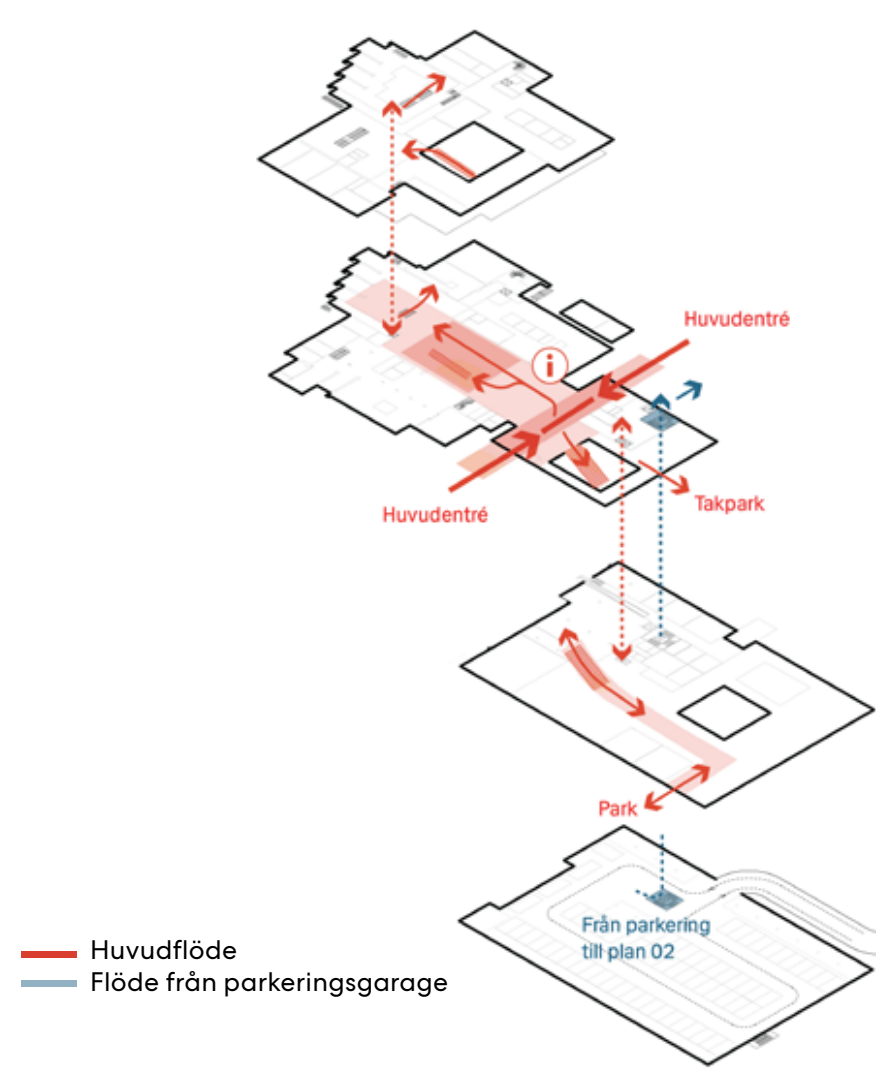 Huvudentré
i
Huvudentré
Takpark
Park
Från parkering
till plan 02
Huvudflöde
Flöde från parkeringsgarage